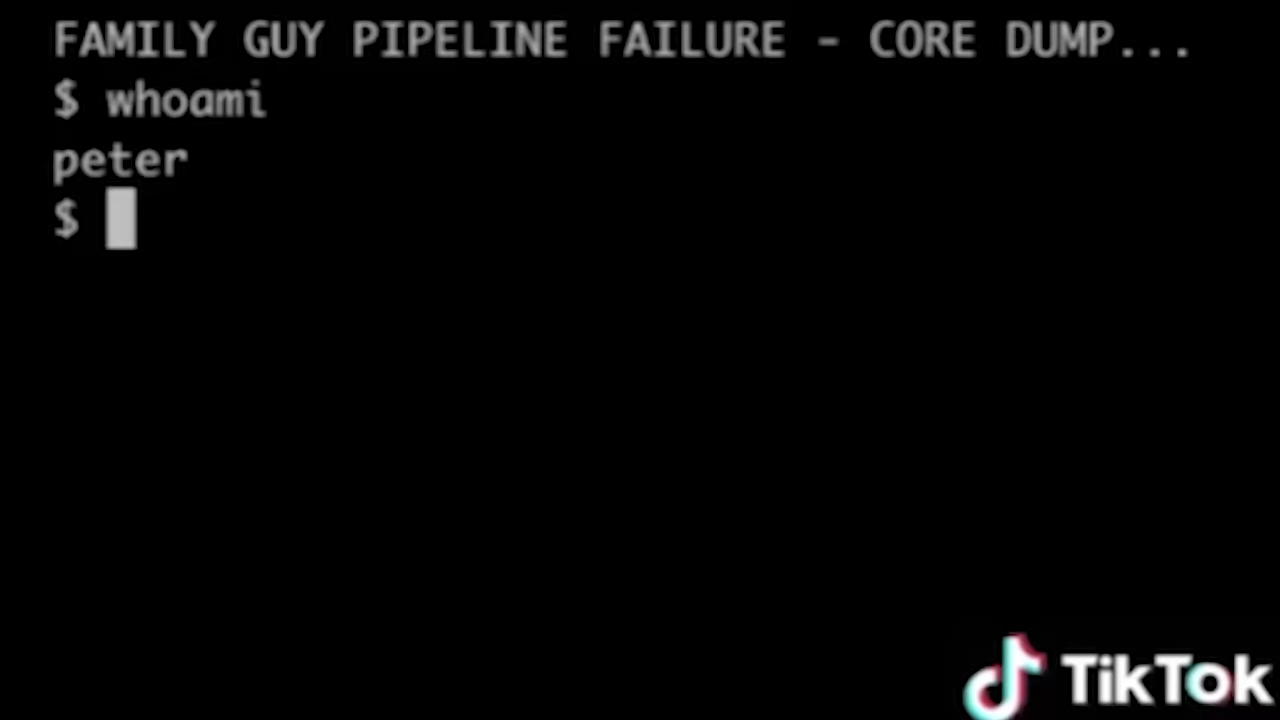 FAMILY GUY PIPELINE FAILURE - CORE DUMP...
$ whoami
peter
$
TikTok